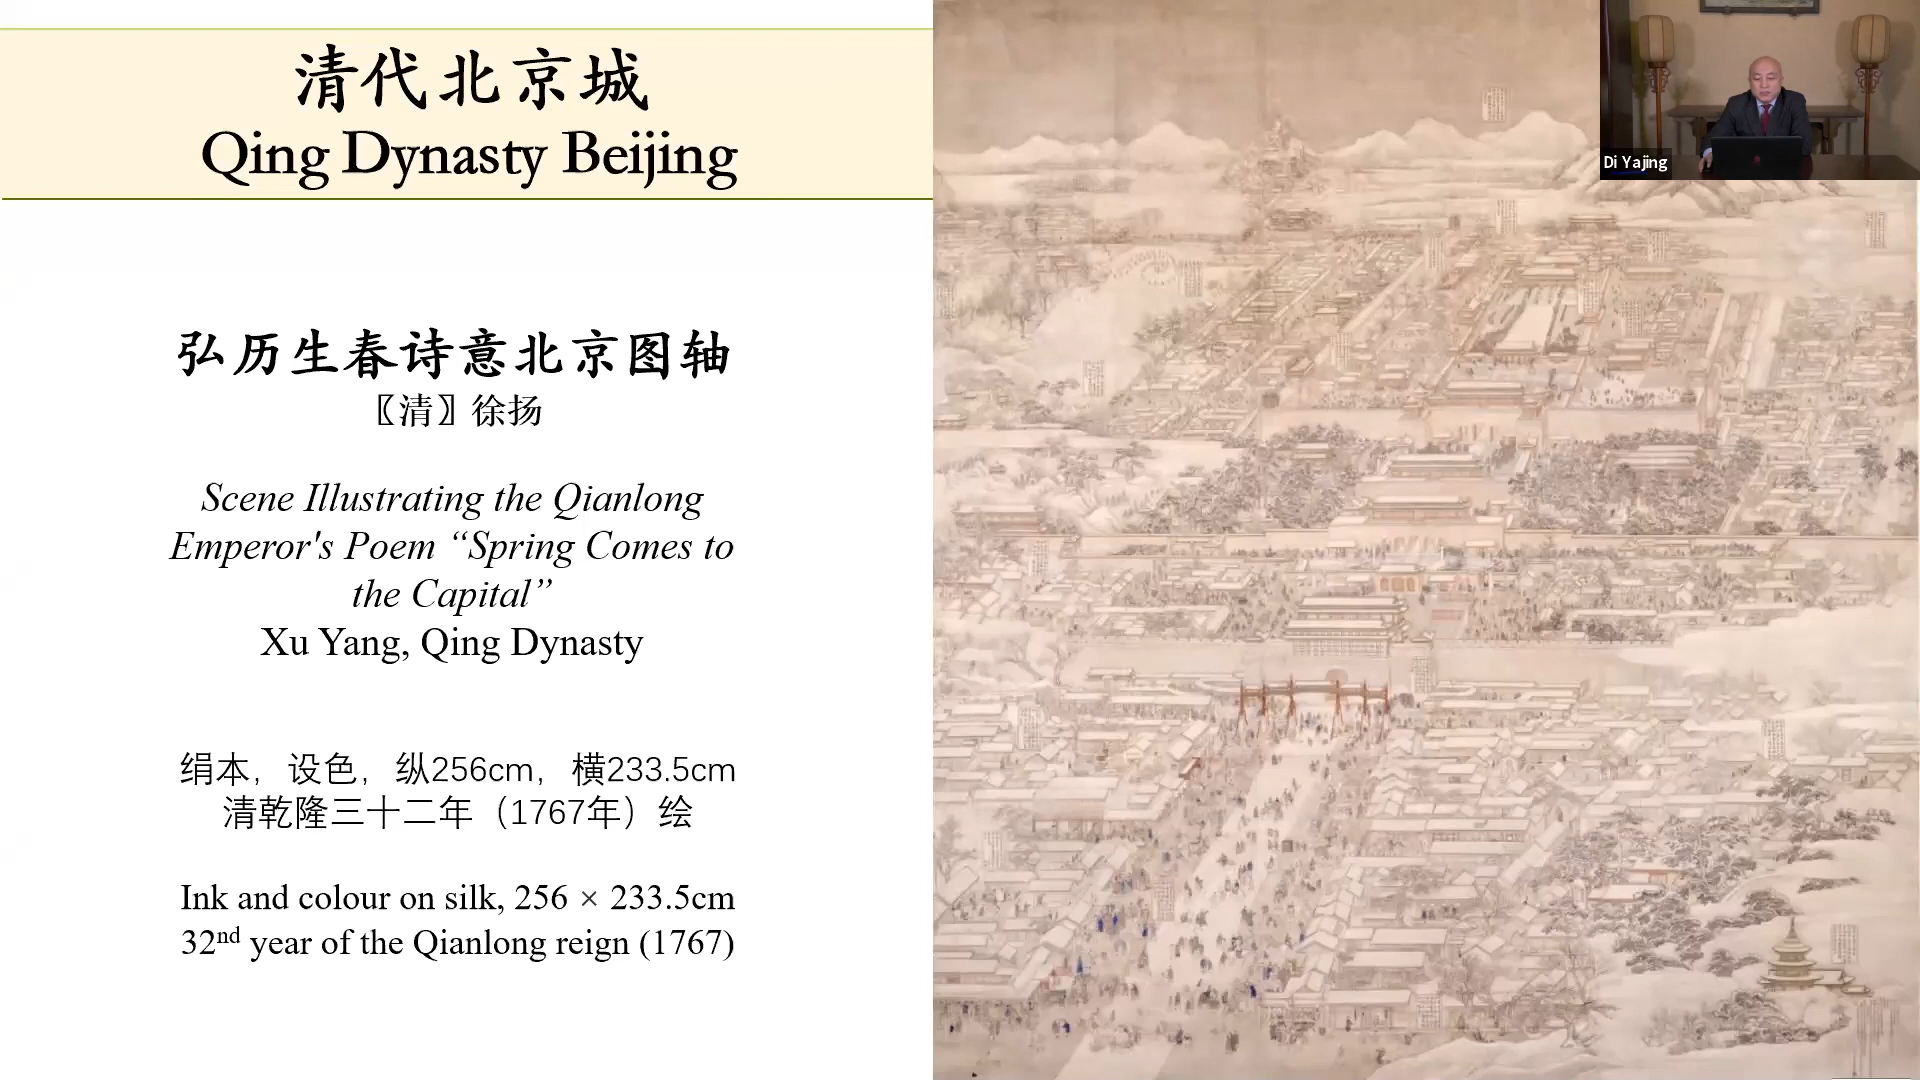 清代北京城
Qing Dynasty Beijing
弘历生春诗意北京图轴
〖清〗徐扬
Scene Illustrating the Qianlong
Emperor's Poem “Spring Comes to
the Capital”
Xu Yang, Qing Dynasty
绢本，设色，纵256cm，横233.5cm
清乾隆三十二年（1767年）绘
Ink and colour on silk, 256 × 233.5cm
32nd year of the Qianlong reign (1767)
Di Yajing